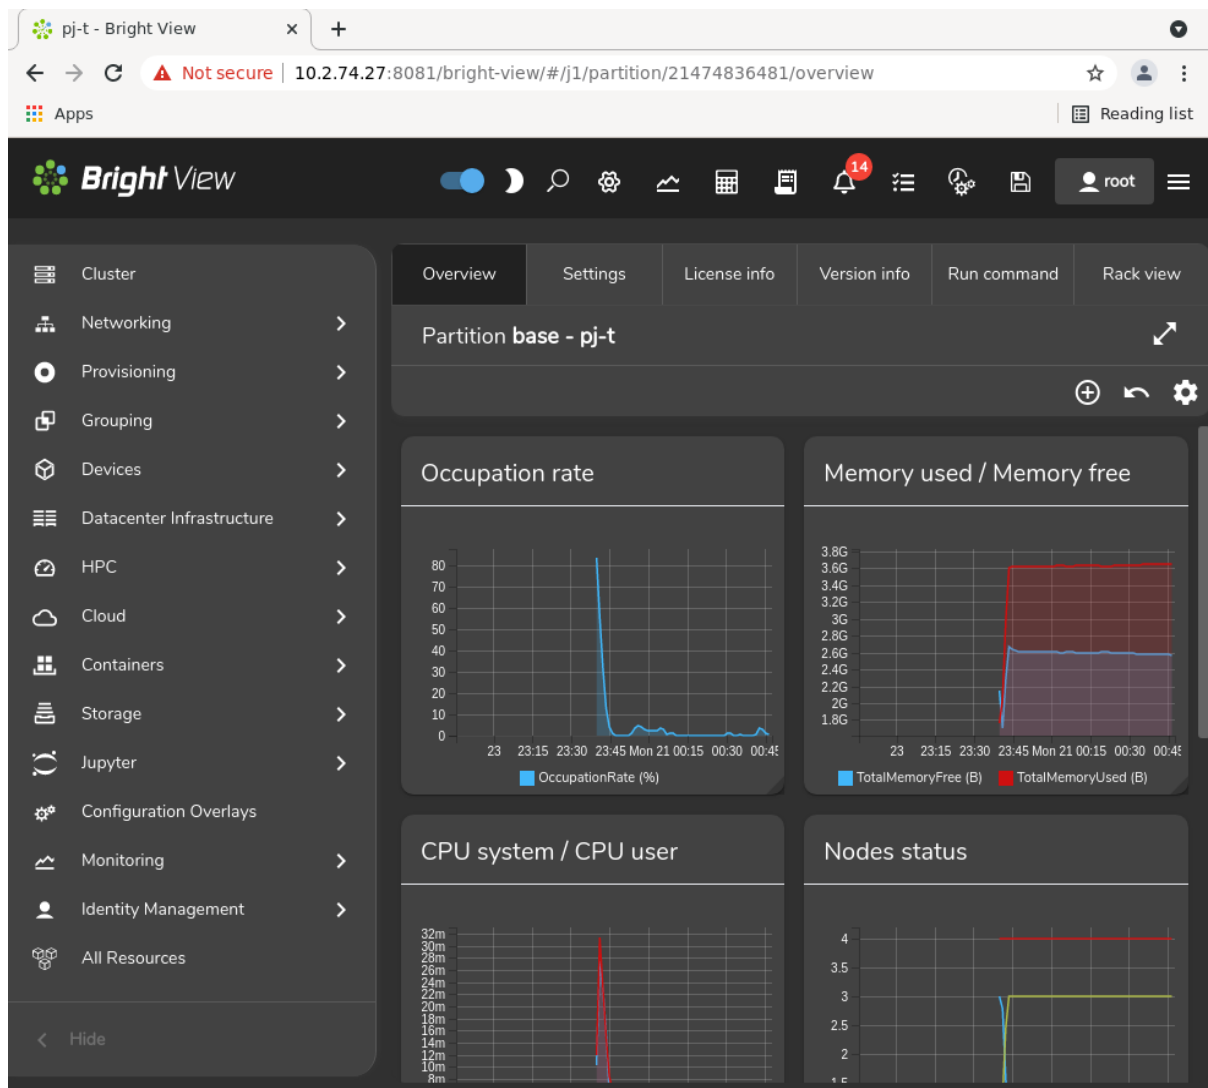 pj-t - Bright View
Not secure | 10.2.74.27:8081/bright-view/#/j1/partition/21474836481/overview
Apps
Reading list
Bright View
14
root
Cluster
Networking
Provisioning
Grouping
Devices
Datacenter Infrastructure
HPC
Cloud
Containers
Storage
Jupyter
Configuration Overlays
Monitoring
Identity Management
All Resources
Hide
Overview Settings License info Version info Run command Rack view
Partition base - pj-t
Occupation rate
80
70
60
50
40
30
20
10
0
23 23:15 23:30 23:45 Mon 21 00:15 00:30 00:45
OccupationRate (%)
Memory used / Memory free
3.8G
3.6G
3.4G
3.2G
3G
2.8G
2.6G
2.4G
2.2G
2G
1.8G
23 23:15 23:30 23:45 Mon 21 00:15 00:30 00:45
TotalMemoryFree (B) TotalMemoryUsed (B)
CPU system / CPU user
32m
30m
28m
26m
24m
22m
20m
18m
16m
14m
12m
10m
8m
Nodes status
4
3.5
3
2.5
2
1.5